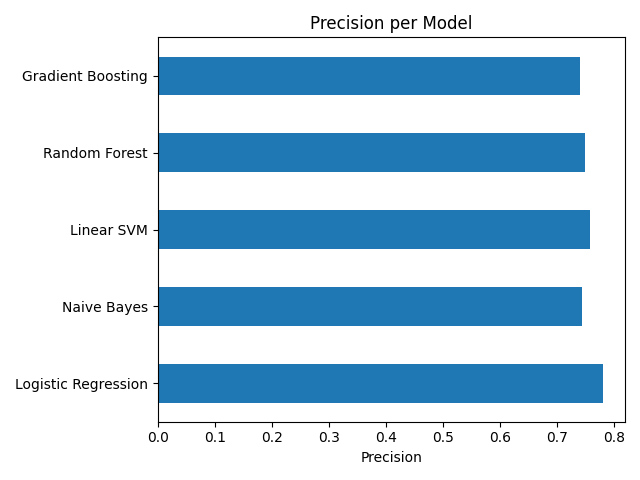 Precision per Model
Gradient Boosting
Random Forest
Linear SVM
Naive Bayes
Logistic Regression
0.0 0.1 0.2 0.3 0.4 0.5 0.6 0.7 0.8
Precision